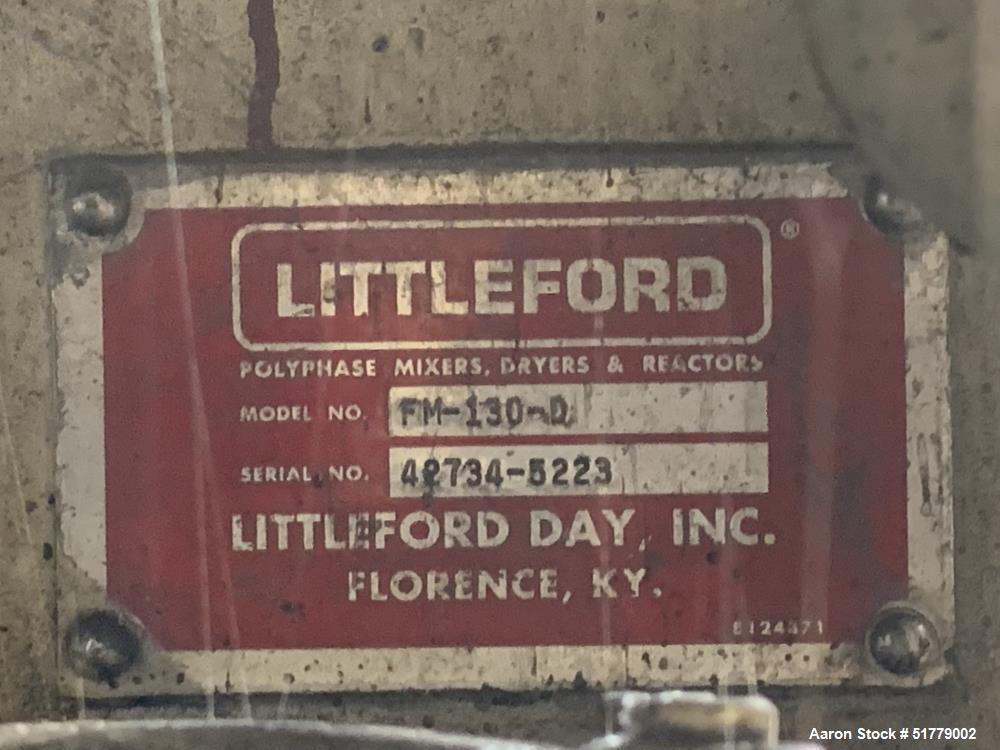 LITTLEFORD ®
POLYPHASE MIXERS, DRYERS & REACTORS
MODEL NO. FM-130-D
SERIAL NO. 42734-5223
LITTLEFORD DAY, INC.
FLORENCE, KY.
Aaron Stock # 51779002